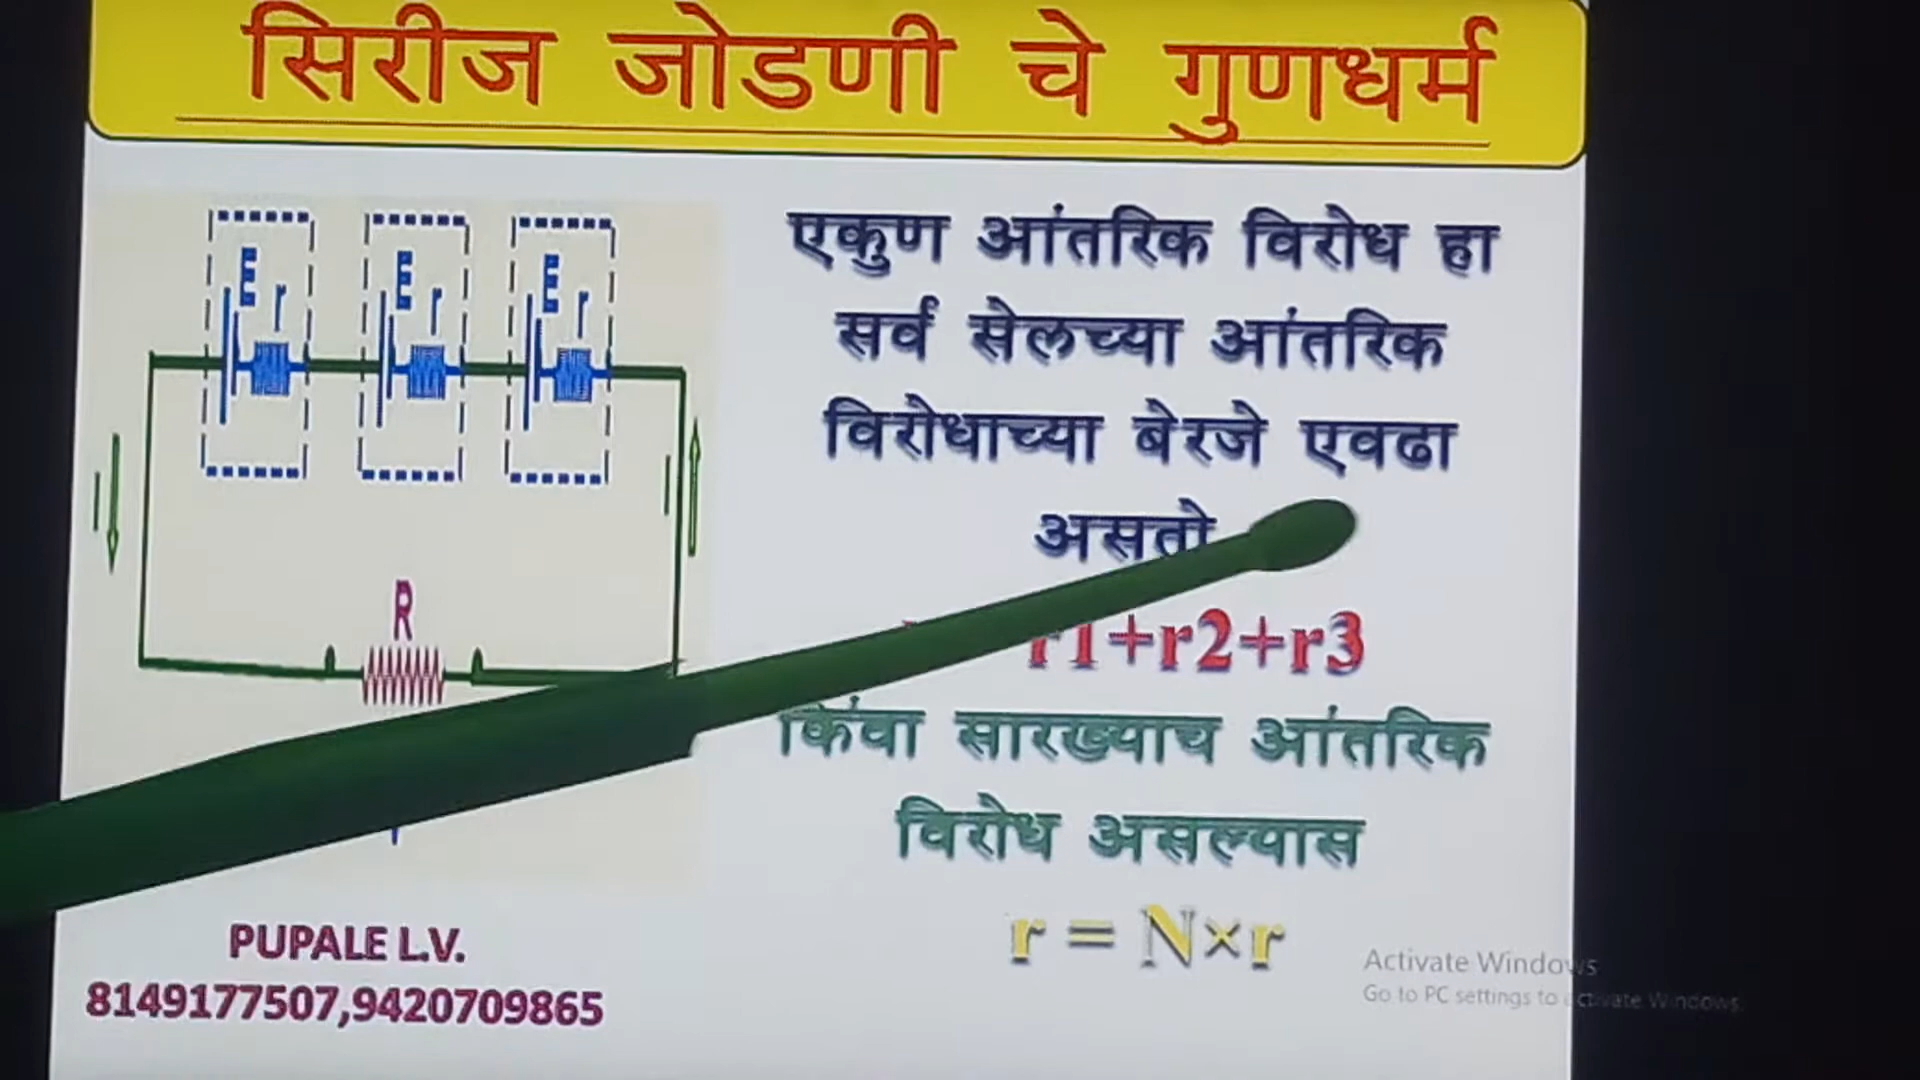 सिरीज जोडणी चे गुणधर्म
E r E r E r
एकुण आंतरिक विरोध हा
सर्व सेलच्या आंतरिक
विरोधाच्या बेरजे एवढा
असतो
I I
R
r1+r2+r3
किंवा सारख्याच आंतरिक
विरोध असल्यास
r = N×r
PUPALE L.V.
8149177507,9420709865
Activate Windows
Go to PC settings to activate Windows.